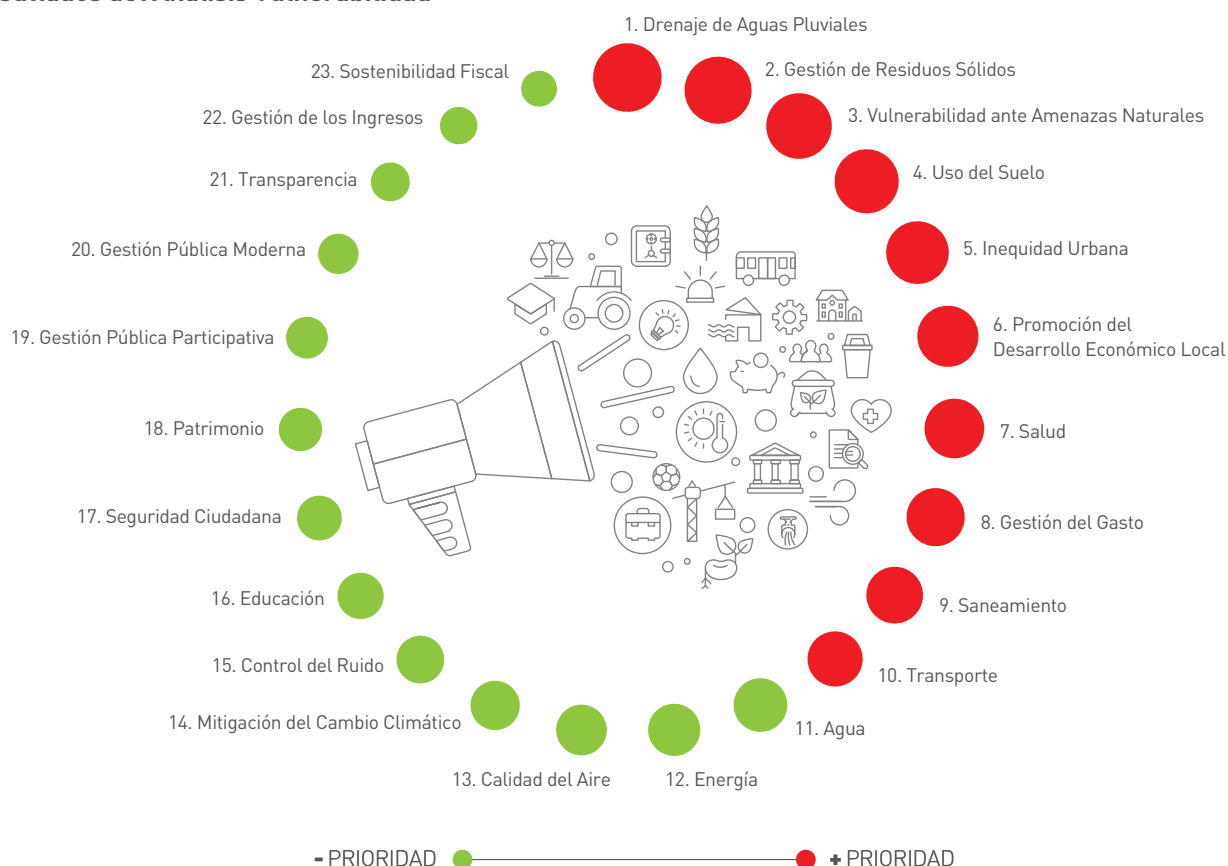 1. Drenaje de Aguas Pluviales
2. Gestión de Residuos Sólidos
3. Vulnerabilidad ante Amenazas Naturales
4. Uso del Suelo
5. Inequidad Urbana
6. Promoción del
Desarrollo Económico Local
7. Salud
8. Gestión del Gasto
9. Saneamiento
10. Transporte
11. Agua
12. Energía
13. Calidad del Aire
14. Mitigación del Cambio Climático
15. Control del Ruido
16. Educación
17. Seguridad Ciudadana
18. Patrimonio
19. Gestión Pública Participativa
20. Gestión Pública Moderna
21. Transparencia
22. Gestión de los Ingresos
23. Sostenibilidad Fiscal
- PRIORIDAD
+ PRIORIDAD